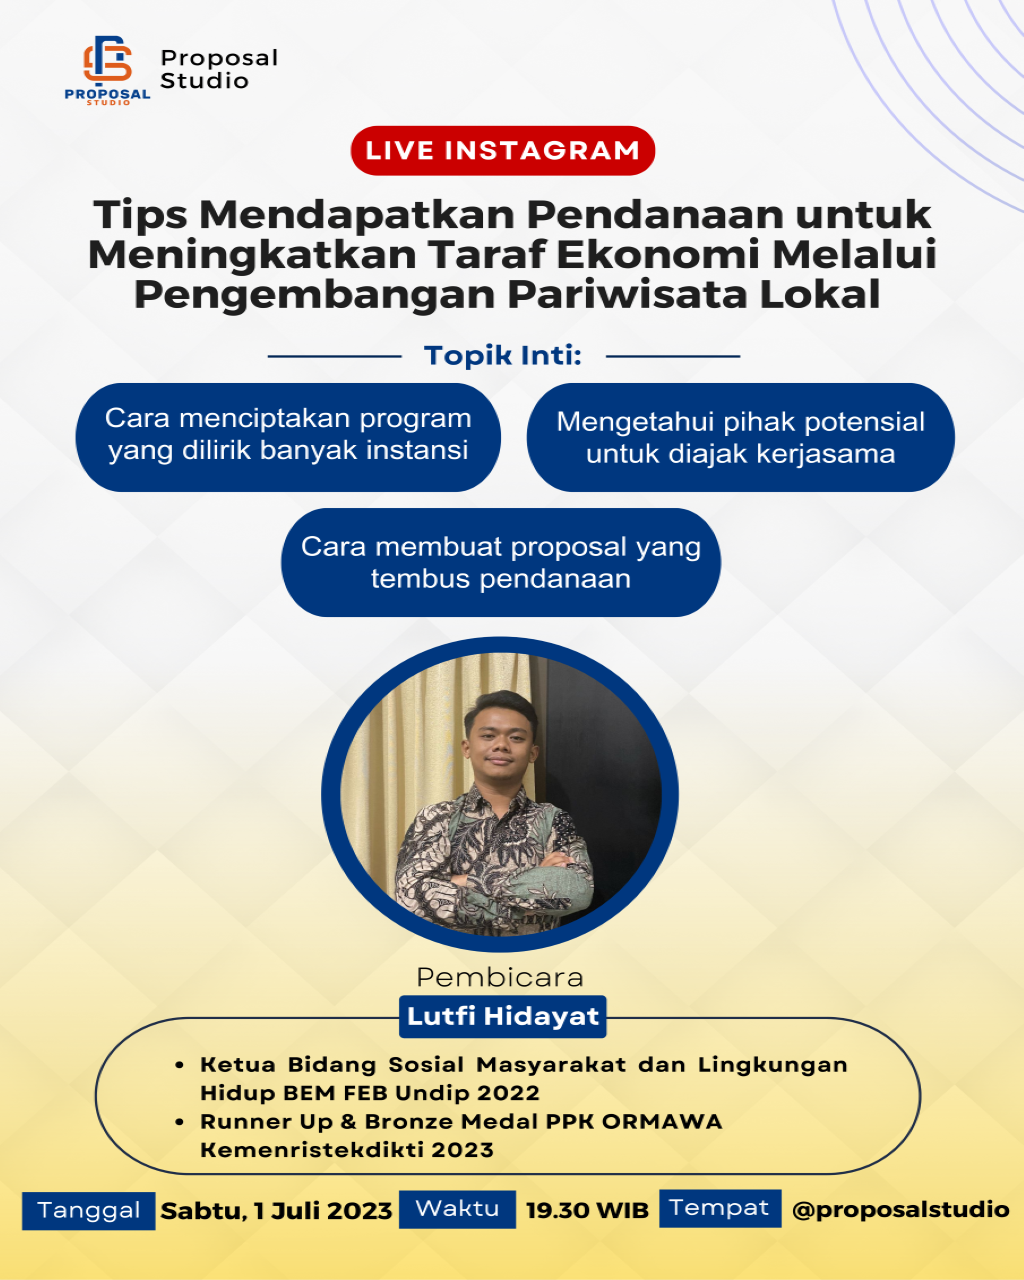 PROPOSAL
STUDIO
Proposal
Studio
LIVE INSTAGRAM
Tips Mendapatkan Pendanaan untuk
Meningkatkan Taraf Ekonomi Melalui
Pengembangan Pariwisata Lokal
Topik Inti:
Cara menciptakan program
yang dilirik banyak instansi
Mengetahui pihak potensial
untuk diajak kerjasama
Cara membuat proposal yang
tembus pendanaan
Pembicara
Lutfi Hidayat
• Ketua Bidang Sosial Masyarakat dan Lingkungan
Hidup BEM FEB Undip 2022
• Runner Up & Bronze Medal PPK ORMAWA
Kemenristekdikti 2023
Tanggal Sabtu, 1 Juli 2023 Waktu 19.30 WIB Tempat @proposalstudio